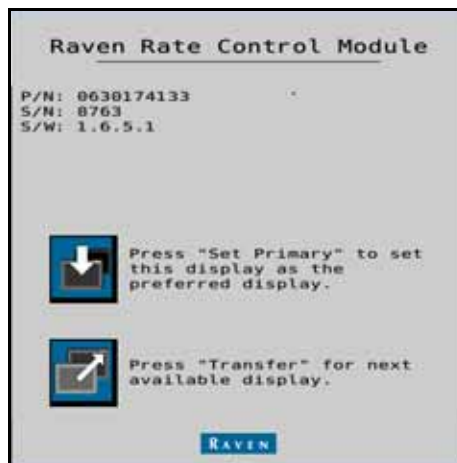 Raven Rate Control Module
P/N: 0630174133
S/N: 8763
S/W: 1.6.5.1
Press "Set Primary" to set
this display as the
preferred display.
Press "Transfer" for next
available display.
RAVEN